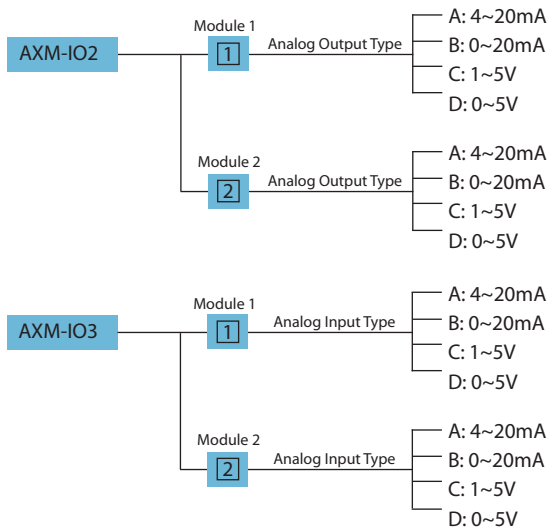 Module 1
AXM-IO2
1
Analog Output Type
A: 4~20mA
B: 0~20mA
C: 1~5V
D: 0~5V
Module 2
2
Analog Output Type
A: 4~20mA
B: 0~20mA
C: 1~5V
D: 0~5V
Module 1
AXM-IO3
1
Analog Input Type
A: 4~20mA
B: 0~20mA
C: 1~5V
D: 0~5V
Module 2
2
Analog Input Type
A: 4~20mA
B: 0~20mA
C: 1~5V
D: 0~5V